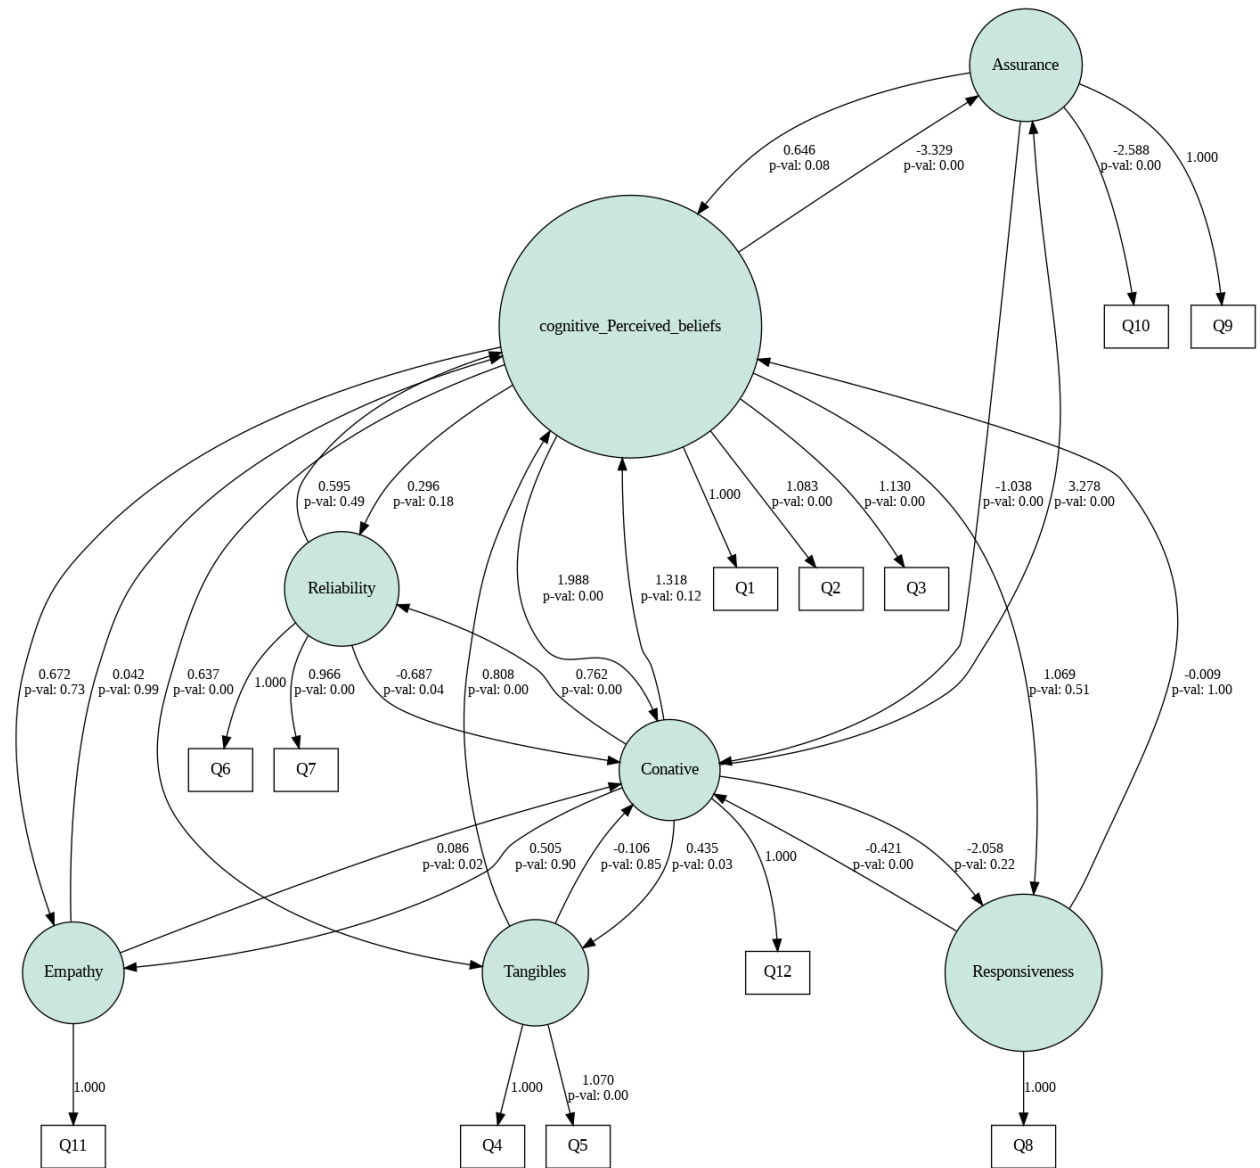 Assurance
0.646
p-val: 0.08
-3.329
p-val: 0.00
-2.588
p-val: 0.00
1.000
cognitive_Perceived_beliefs
Q10
Q9
0.595
p-val: 0.49
0.296
p-val: 0.18
1.000
1.083
p-val: 0.00
1.130
p-val: 0.00
-1.038
p-val: 0.00
3.278
p-val: 0.00
Reliability
1.988
p-val: 0.00
1.318
p-val: 0.12
Q1
Q2
Q3
0.672
p-val: 0.73
0.042
p-val: 0.99
0.637
p-val: 0.00
1.000
0.966
p-val: 0.00
-0.687
p-val: 0.04
0.808
p-val: 0.00
0.762
p-val: 0.00
1.069
p-val: 0.51
-0.009
p-val: 1.00
Q6
Q7
Conative
0.086
p-val: 0.02
0.505
p-val: 0.90
-0.106
p-val: 0.85
0.435
p-val: 0.03
1.000
-0.421
p-val: 0.00
-2.058
p-val: 0.22
Empathy
Tangibles
Q12
Responsiveness
1.000
1.000
1.070
p-val: 0.00
1.000
Q11
Q4
Q5
Q8